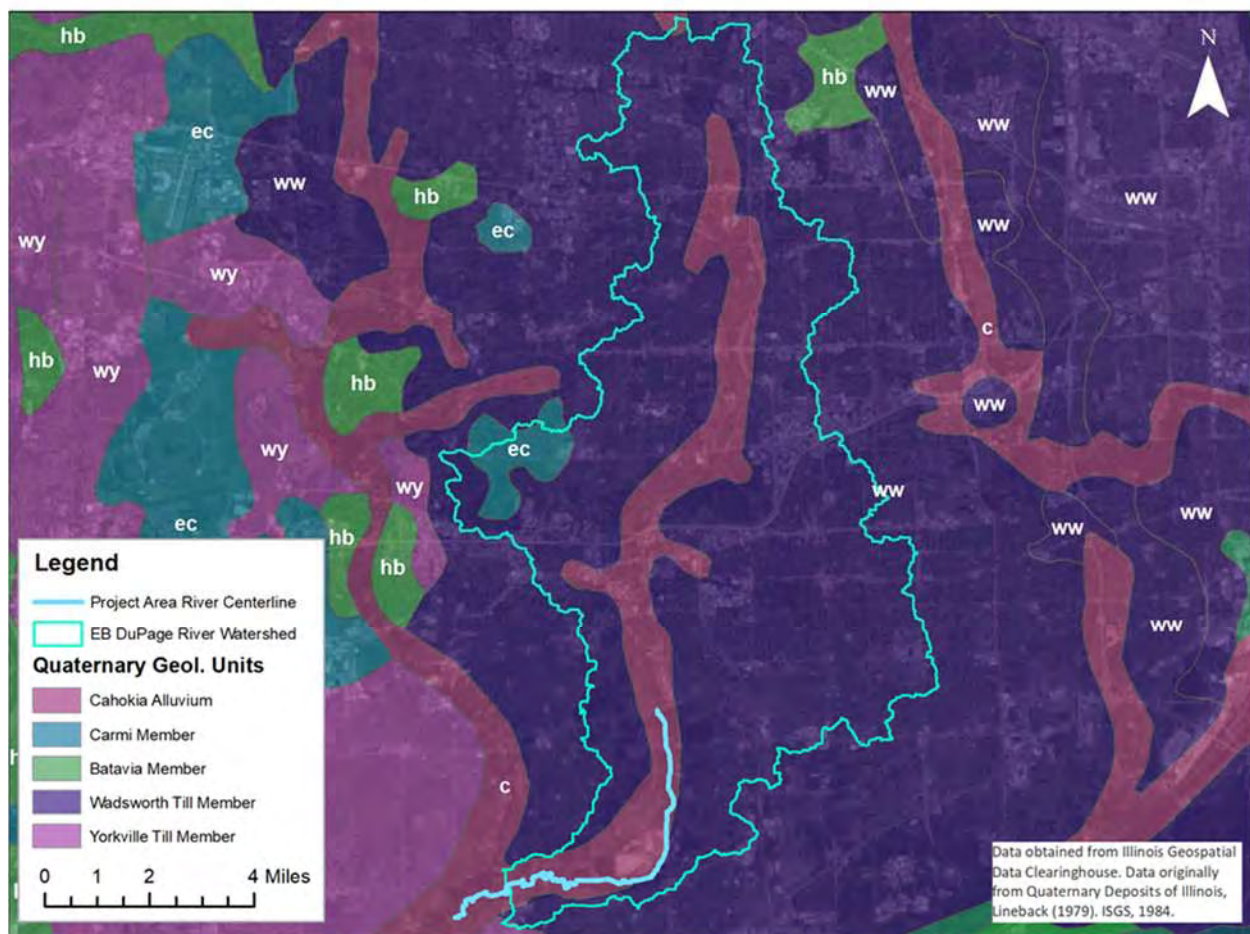 hb
N
hb
ww
ww
ec
ww
ww
hb
ww
ec
wy
wy
c
hb
wy
hb
ww
wy
ec
wy
ww
ec
hb
ww
ww
hb
ww
c
Legend
Project Area River Centerline
EB DuPage River Watershed
Quaternary Geol. Units
Cahokia Alluvium
Carmi Member
Batavia Member
Wadsworth Till Member
Yorkville Till Member
0 1 2 4 Miles
Data obtained from Illinois Geospatial
Data Clearinghouse. Data originally
from Quaternary Deposits of Illinois,
Lineback (1979). ISGS, 1984.